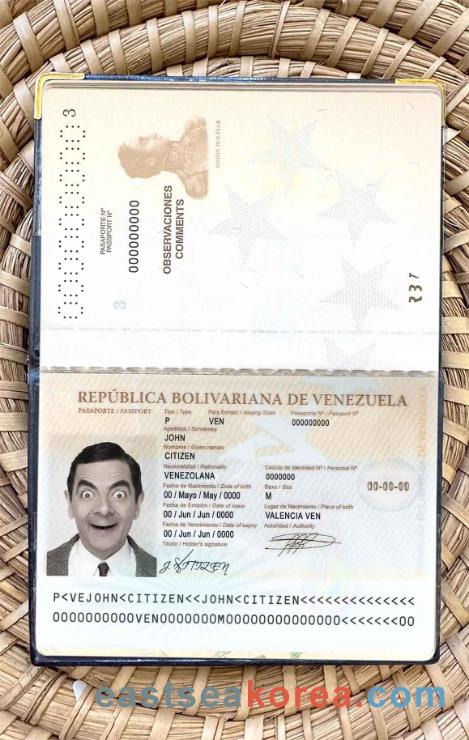 3
PASAPORTE Nº
PASSPORT Nº
000000000
OBSERVACIONES
COMMENTS
SIMÓN BOLÍVAR
3
REPÚBLICA BOLIVARIANA DE VENEZUELA
PASAPORTE / PASSPORT Tipo / Type País Emisor / Issuing State Pasaporte Nº / Passport Nº
P VEN 000000000
Apellidos / Surnames
JOHN
Nombres / Given names
CITIZEN
Nacionalidad / Nationality Cédula de Identidad Nº / Personal Nº
VENEZOLANA 0000000
Fecha de Nacimiento / Date of birth Sexo / Sex
00 / Mayo / May / 0000 M
00-00-00
Fecha de Emisión / Date of issue Lugar de Nacimiento / Place of birth
00 / Jun / Jun / 0000 VALENCIA VEN
Fecha de Vencimiento / Date of expiry Autoridad / Authority
00 / Jun / Jun / 0000
Titular / Holder's signature
J. CITIZEN
P<VEJOHN<CITIZEN<<JOHN<CITIZEN<<<<<<<<<<<<<<
0000000000VEN0000000M00000000000000<<<<<<<00
eastseakorea.com